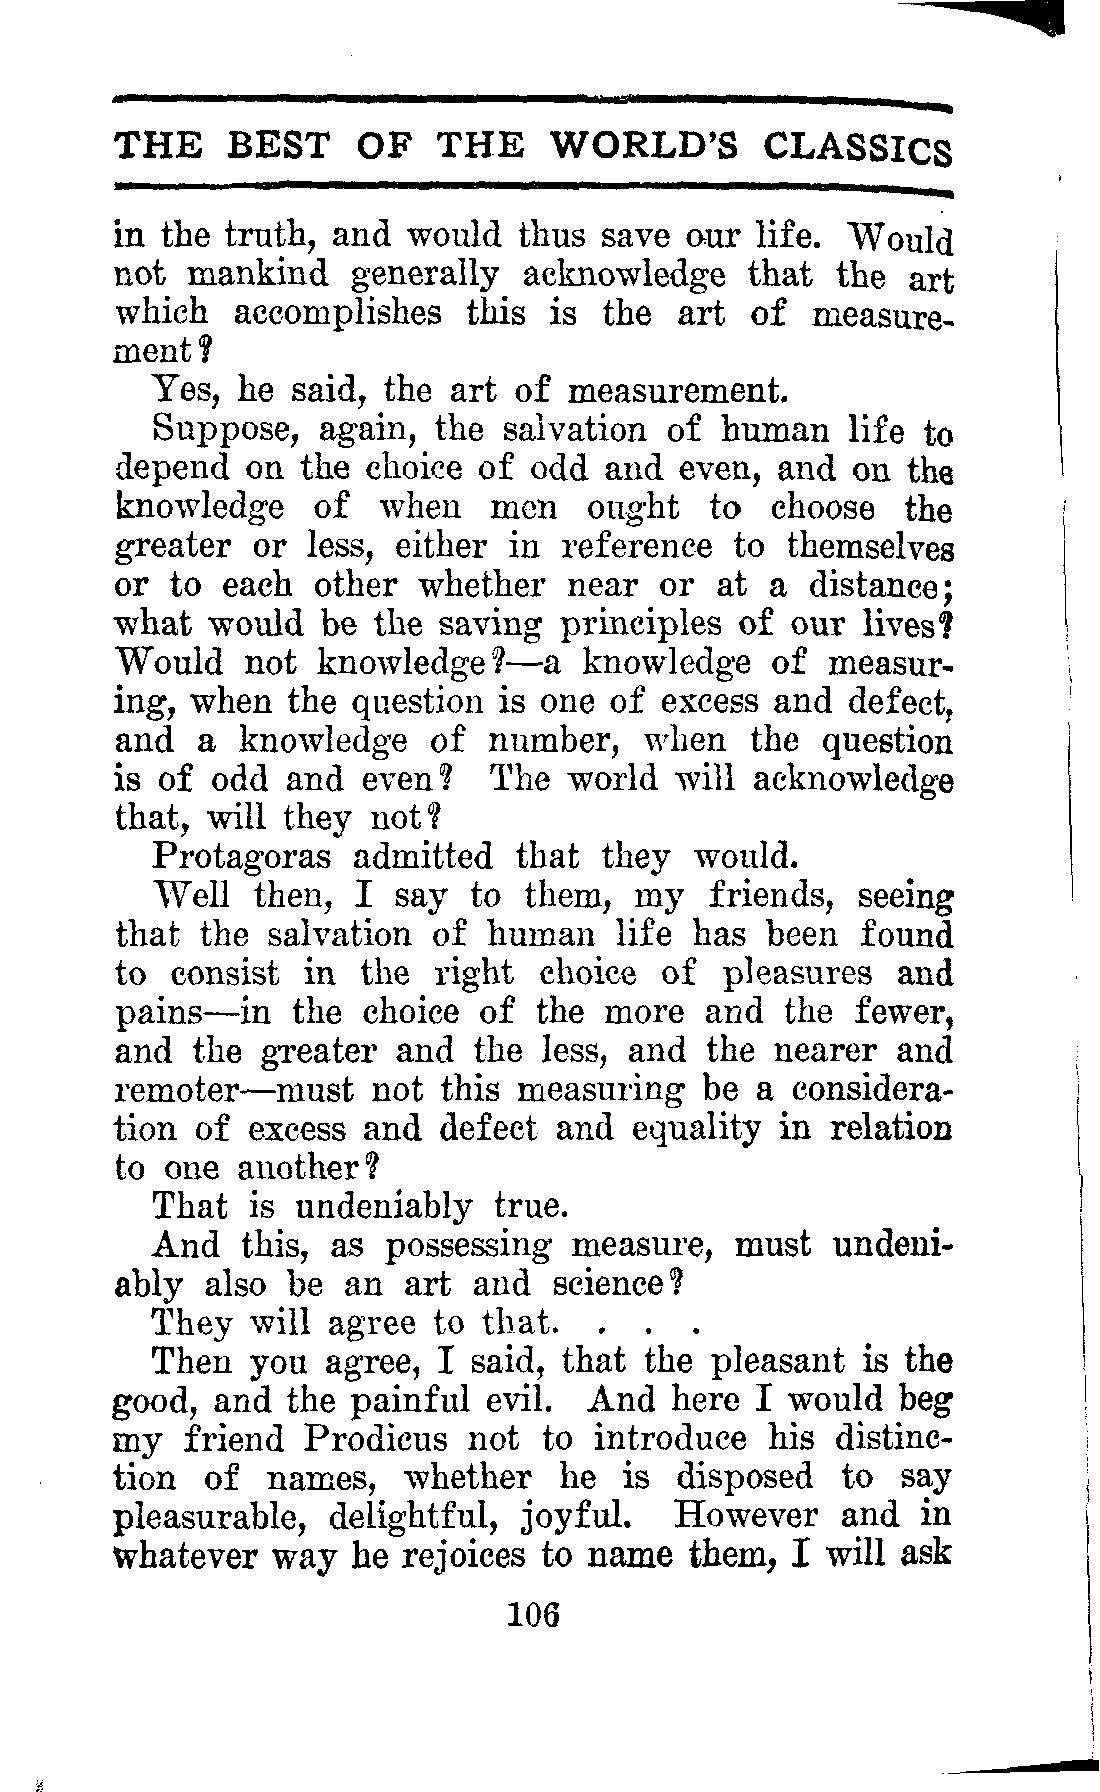 THE BEST OF THE WORLD'S CLASSICS
in the truth, and would thus save our life. Would
not mankind generally acknowledge that the art
which accomplishes this is the art of measure-
ment?
Yes, he said, the art of measurement.
Suppose, again, the salvation of human life to
depend on the choice of odd and even, and on the
knowledge of when men ought to choose the
greater or less, either in reference to themselves
or to each other whether near or at a distance;
what would be the saving principles of our lives?
Would not knowledge?—a knowledge of measur-
ing, when the question is one of excess and defect,
and a knowledge of number, when the question
is of odd and even? The world will acknowledge
that, will they not?
Protagoras admitted that they would.
Well then, I say to them, my friends, seeing
that the salvation of human life has been found
to consist in the right choice of pleasures and
pains—in the choice of the more and the fewer,
and the greater and the less, and the nearer and
remoter—must not this measuring be a considera-
tion of excess and defect and equality in relation
to one another?
That is undeniably true.
And this, as possessing measure, must undeni-
ably also be an art and science?
They will agree to that. . . .
Then you agree, I said, that the pleasant is the
good, and the painful evil. And here I would beg
my friend Prodicus not to introduce his distinc-
tion of names, whether he is disposed to say
pleasurable, delightful, joyful. However and in
whatever way he rejoices to name them, I will ask
106